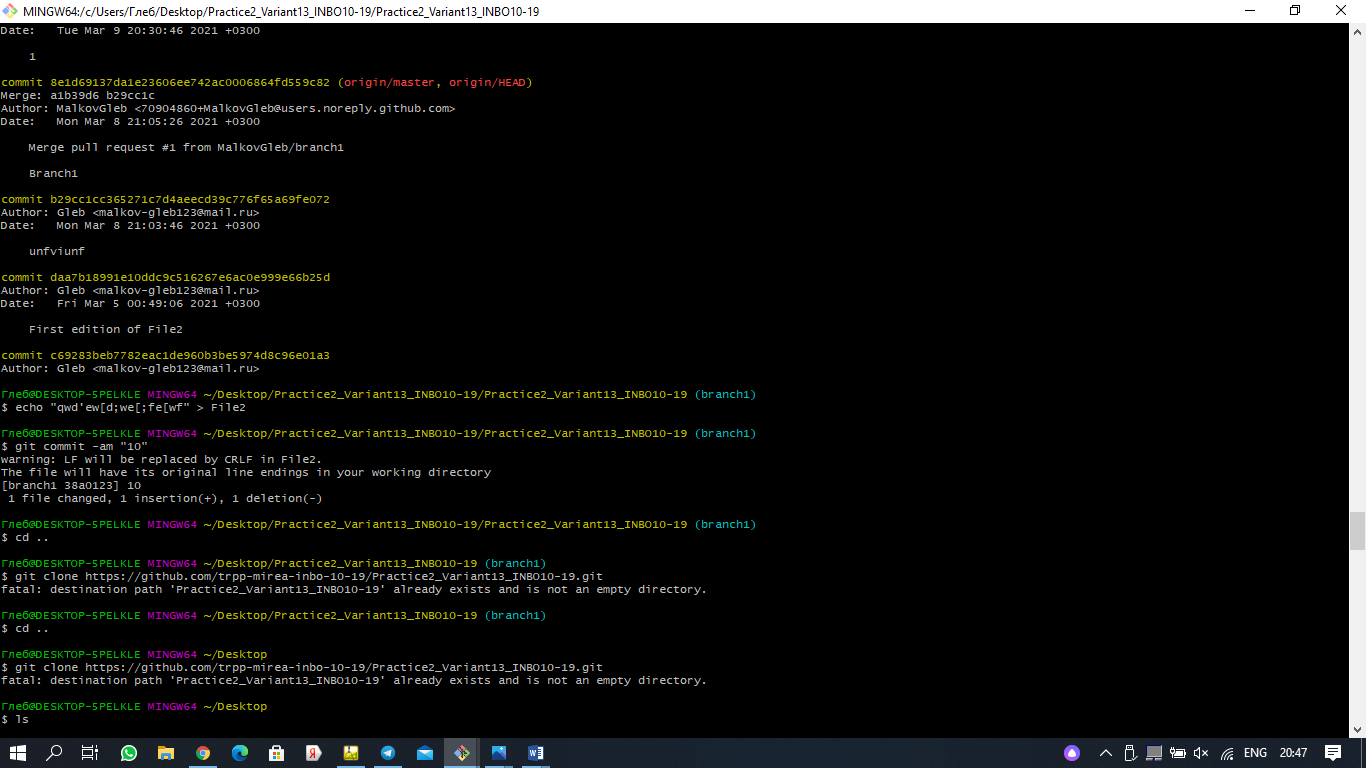 MINGW64:/c/Users/Глеб/Desktop/Practice2_Variant13_INBO10-19/Practice2_Variant13_INBO10-19
Date:   Tue Mar 9 20:30:46 2021 +0300
1
commit 8e1d69137da1e23606ee742ac0006864fd559c82 (origin/master, origin/HEAD)
Merge: a1b39d6 b29cc1c
Author: MalkovGleb <70904860+MalkovGleb@users.noreply.github.com>
Date:   Mon Mar 8 21:05:26 2021 +0300
Merge pull request #1 from MalkovGleb/branch1
Branch1
commit b29cc1cc365271c7d4aeecd39c776f65a69fe072
Author: Gleb <malkov-gleb123@mail.ru>
Date:   Mon Mar 8 21:03:46 2021 +0300
unfviunf
commit daa7b18991e10ddc9c516267e6ac0e999e66b25d
Author: Gleb <malkov-gleb123@mail.ru>
Date:   Fri Mar 5 00:49:06 2021 +0300
First edition of File2
commit c69283beb7782eac1de960b3be5974d8c96e01a3
Author: Gleb <malkov-gleb123@mail.ru>
Глеб@DESKTOP-5PELKLE MINGW64 ~/Desktop/Practice2_Variant13_INBO10-19/Practice2_Variant13_INBO10-19 (branch1)
$ echo "qwd'ew[d;we[;fe[wf" > File2
Глеб@DESKTOP-5PELKLE MINGW64 ~/Desktop/Practice2_Variant13_INBO10-19/Practice2_Variant13_INBO10-19 (branch1)
$ git commit -am "10"
warning: LF will be replaced by CRLF in File2.
The file will have its original line endings in your working directory
[branch1 38a0123] 10
1 file changed, 1 insertion(+), 1 deletion(-)
Глеб@DESKTOP-5PELKLE MINGW64 ~/Desktop/Practice2_Variant13_INBO10-19/Practice2_Variant13_INBO10-19 (branch1)
$ cd ..
Глеб@DESKTOP-5PELKLE MINGW64 ~/Desktop/Practice2_Variant13_INBO10-19 (branch1)
$ git clone https://github.com/trpp-mirea-inbo-10-19/Practice2_Variant13_INBO10-19.git
fatal: destination path 'Practice2_Variant13_INBO10-19' already exists and is not an empty directory.
Глеб@DESKTOP-5PELKLE MINGW64 ~/Desktop/Practice2_Variant13_INBO10-19 (branch1)
$ cd ..
Глеб@DESKTOP-5PELKLE MINGW64 ~/Desktop
$ git clone https://github.com/trpp-mirea-inbo-10-19/Practice2_Variant13_INBO10-19.git
fatal: destination path 'Practice2_Variant13_INBO10-19' already exists and is not an empty directory.
Глеб@DESKTOP-5PELKLE MINGW64 ~/Desktop
$ ls
ENG 20:47